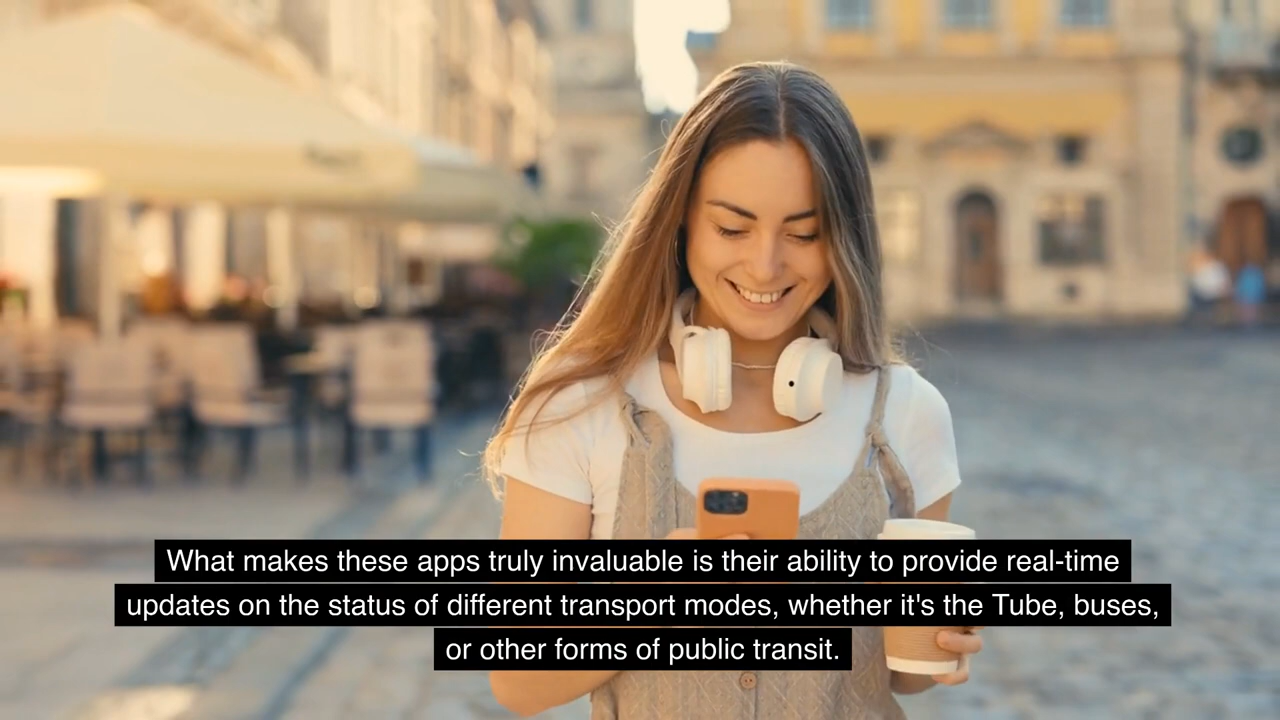 What makes these apps truly invaluable is their ability to provide real-time
updates on the status of different transport modes, whether it's the Tube, buses,
or other forms of public transit.